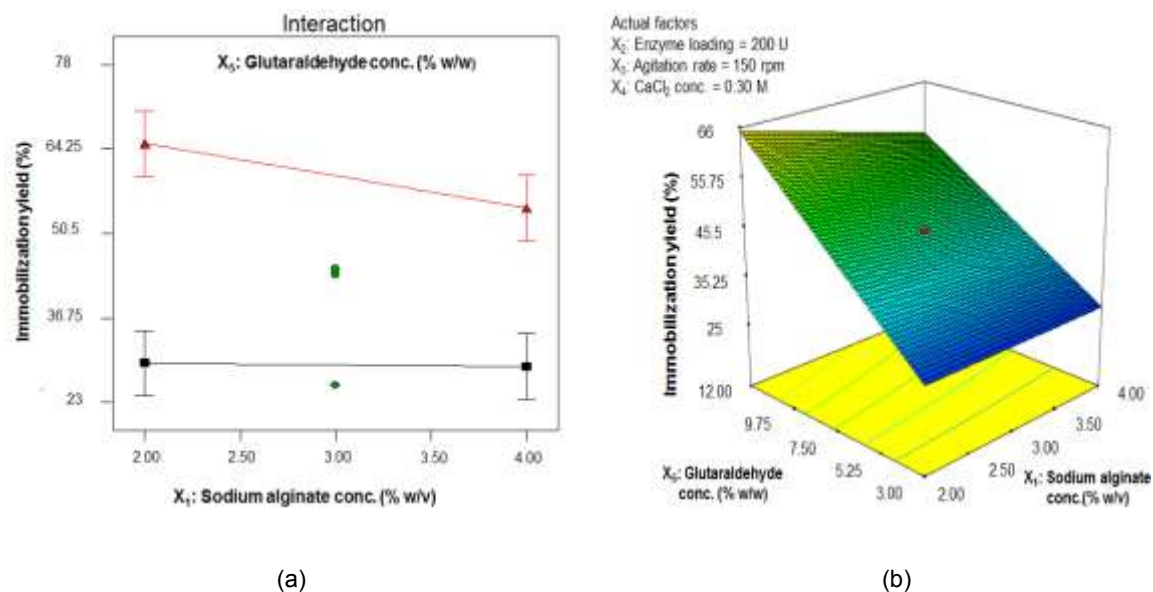 Interaction
X₅: Glutaraldehyde conc. (% w/w)
Immobilization yield (%)
78
64.25
50.5
36.75
23
2.00 2.50 3.00 3.50 4.00
X₁: Sodium alginate conc. (% w/v)
(a)
Actual factors
X₂: Enzyme loading = 200 U
X₃: Agitation rate = 150 rpm
X₄: CaCl₂ conc. = 0.30 M
Immobilization yield (%)
66
55.75
45.5
35.25
25
12.00
9.75
7.50
5.25
3.00
X₅: Glutaraldehyde
conc. (% w/w)
4.00
3.50
3.00
2.50
2.00
X₁: Sodium alginate
conc.(% w/v)
(b)